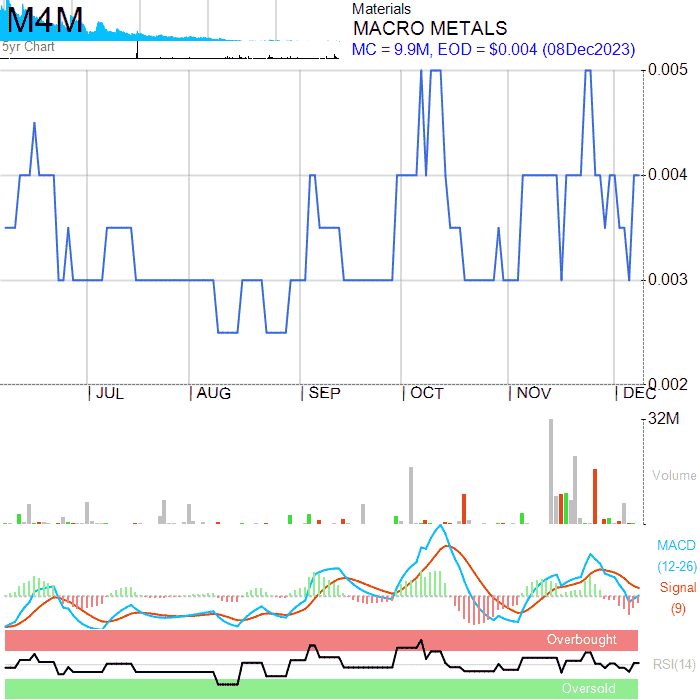 M4M
5yr Chart
Materials
MACRO METALS
MC = 9.9M, EOD = $0.004 (08Dec2023)
0.005
0.004
0.003
0.002
JUL
AUG
SEP
OCT
NOV
DEC
32M
Volume
MACD
(12-26)
Signal
(9)
Overbought
RSI(14)
Oversold